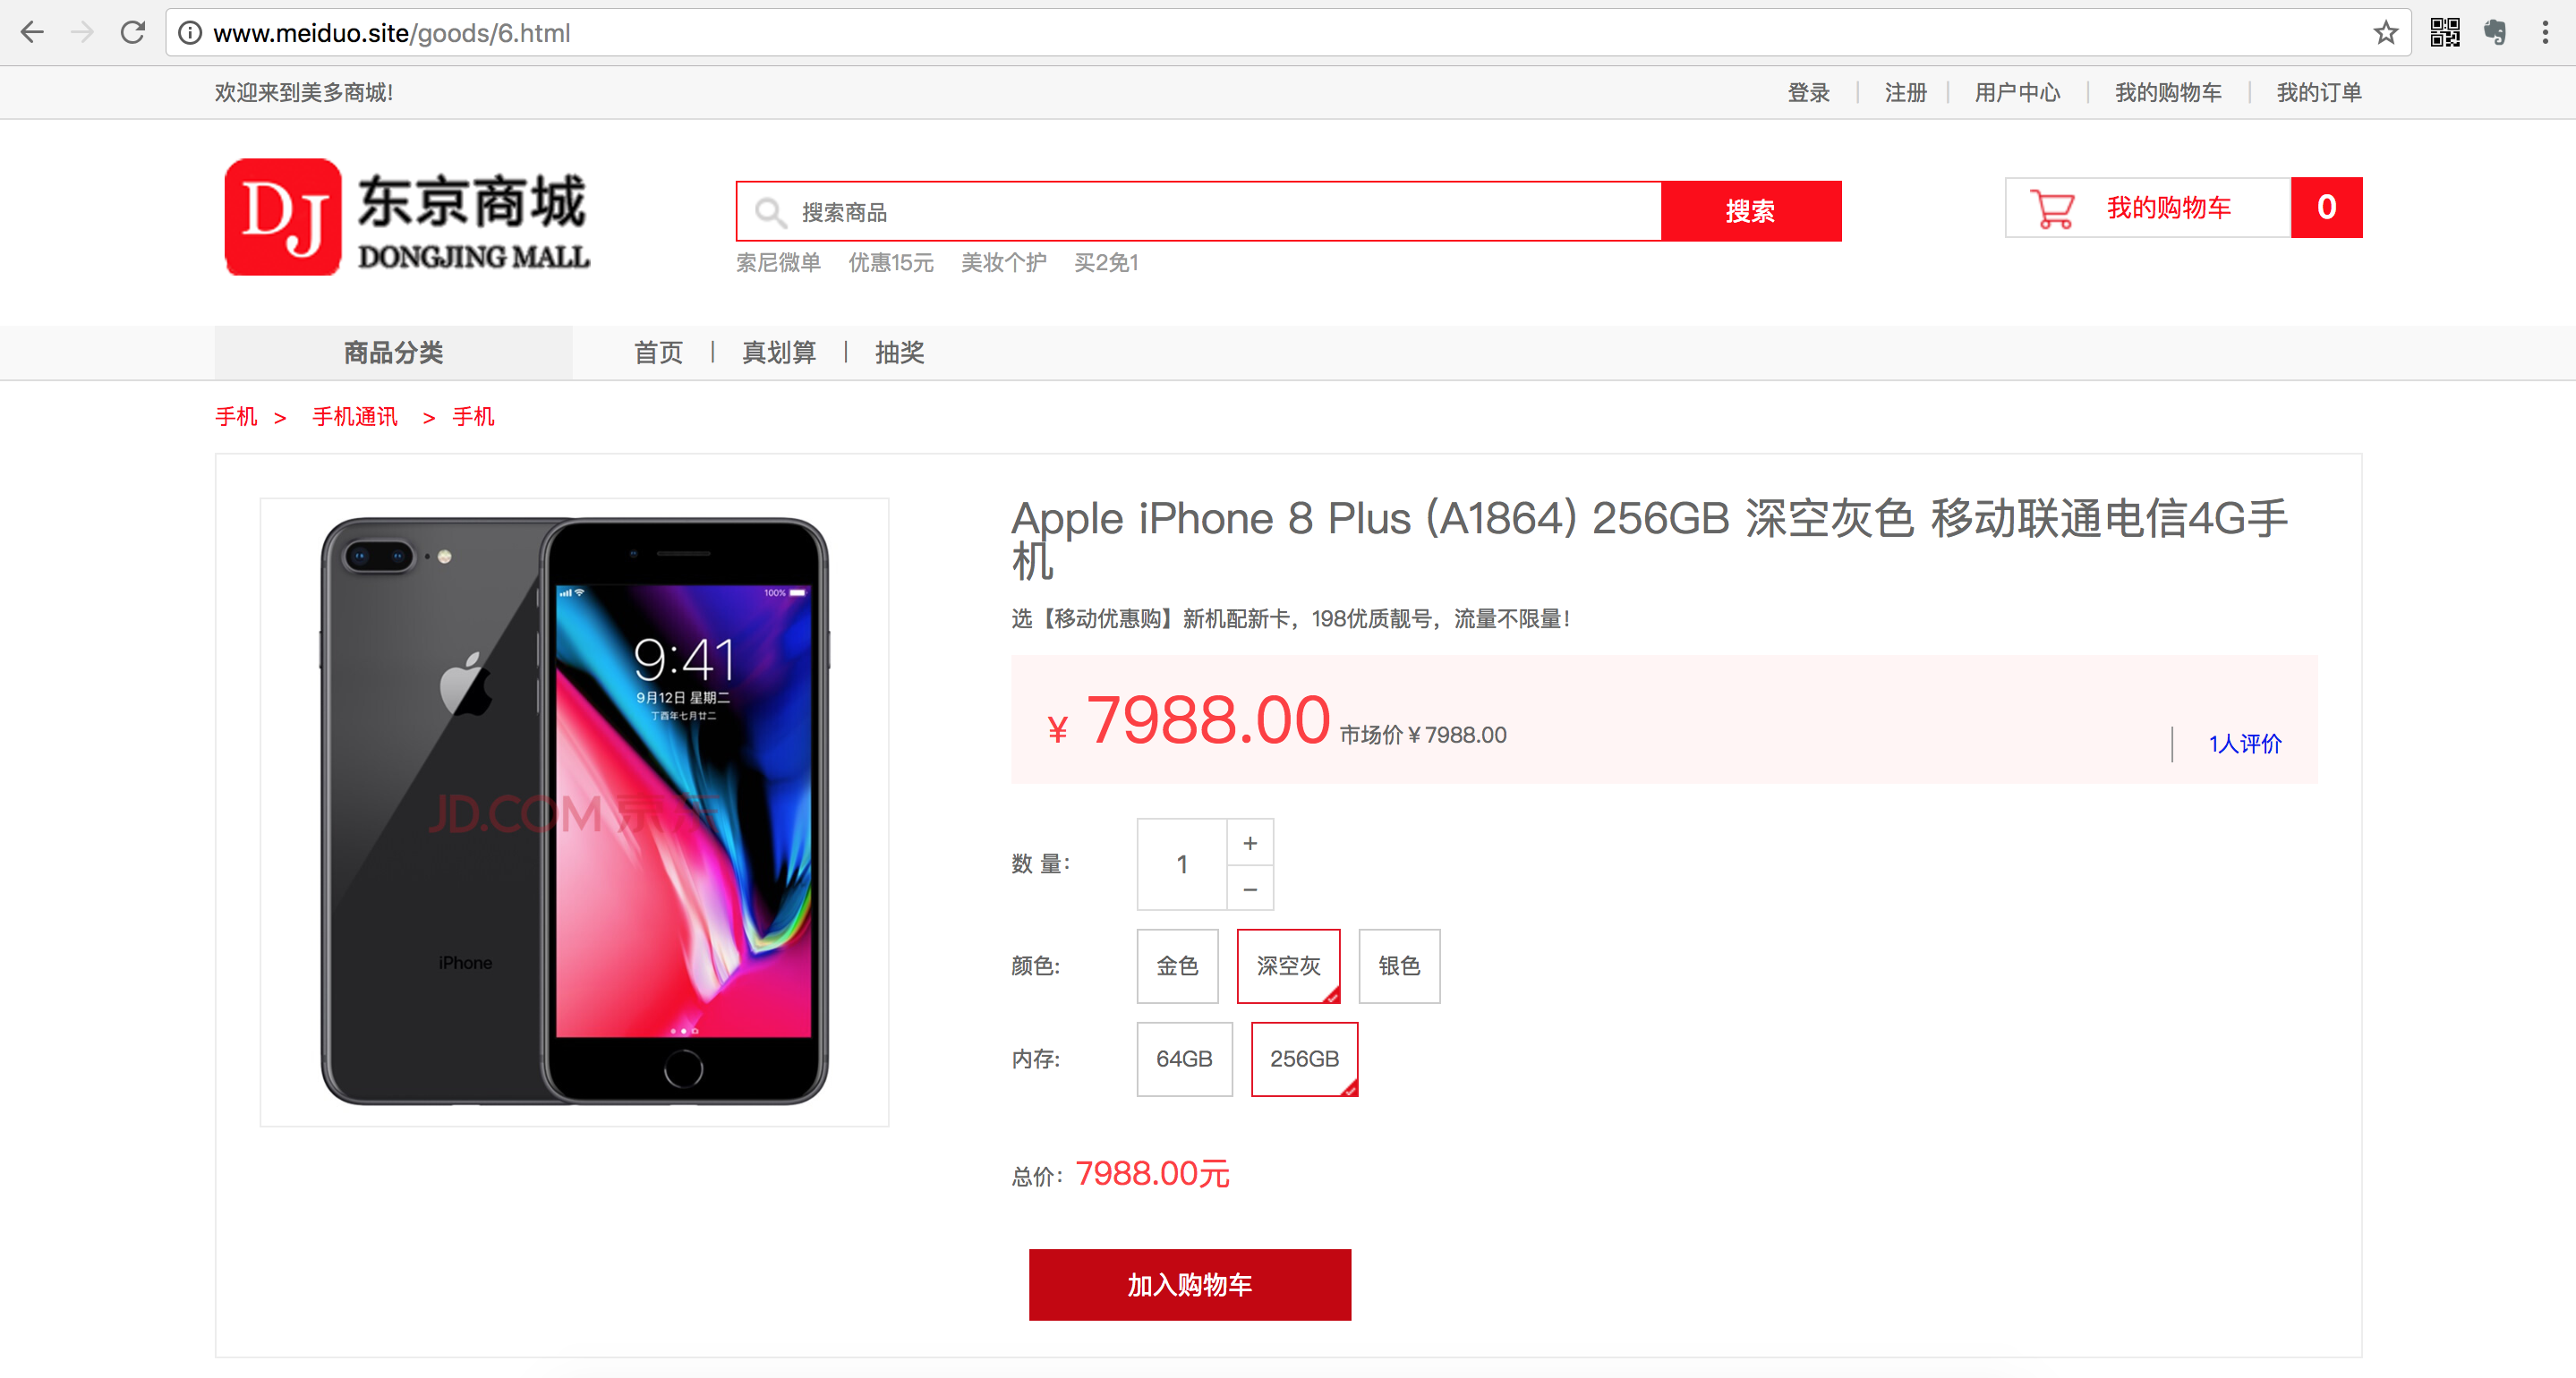 www.meiduo.site/goods/6.html
欢迎来到美多商城!
登录 | 注册 | 用户中心 | 我的购物车 | 我的订单
DJ 东京商城
DONGJING MALL
搜索商品 搜索
我的购物车 0
索尼微单 优惠15元 美妆个护 买2免1
商品分类 首页 | 真划算 | 抽奖
手机 > 手机通讯 > 手机
Apple iPhone 8 Plus (A1864) 256GB 深空灰色 移动联通电信4G手
机
选【移动优惠购】新机配新卡，198优质靓号，流量不限量！
¥ 7988.00 市场价¥7988.00
| 1人评价
100%
9:41
9月12日 星期二
丁酉年七月廿二
JD.COM 京东
iPhone
数 量： 1 + −
颜色: 金色 深空灰 银色
内存: 64GB 256GB
总价：7988.00元
加入购物车